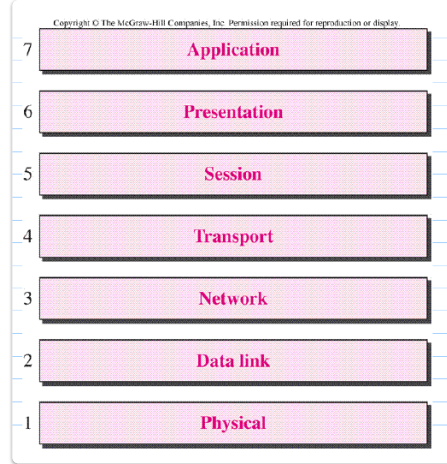 Copyright © The McGraw-Hill Companies, Inc. Permission required for reproduction or display.
7 Application
6 Presentation
5 Session
4 Transport
3 Network
2 Data link
1 Physical